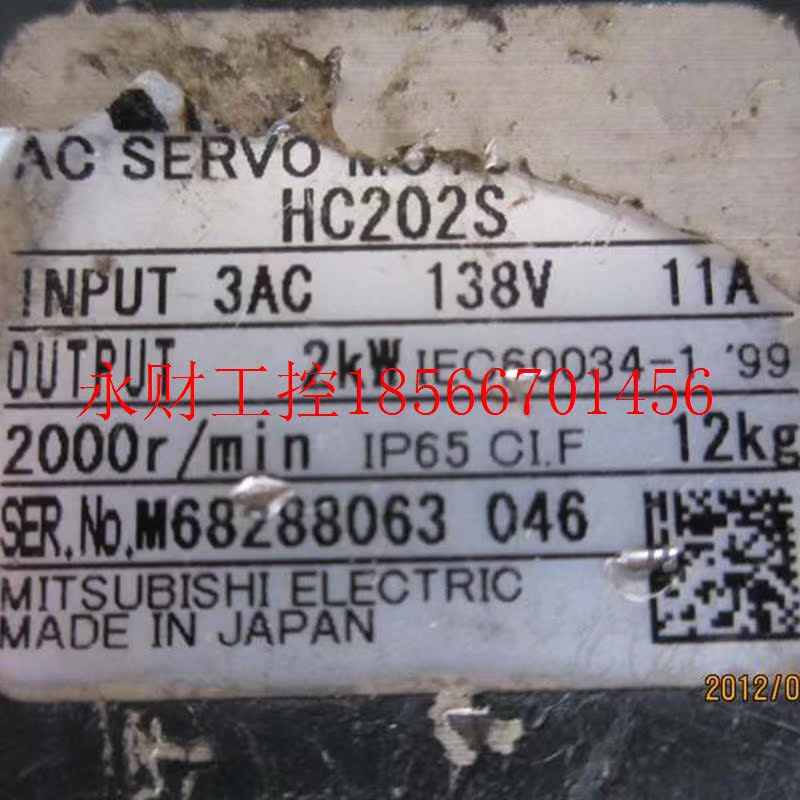 AC SERVO MOTOR
HC202S
INPUT 3AC 138V 11A
OUTPUT 2kW IEC60034-1 '99
永财工控18566701456
2000r/min IP65 CI.F 12kg
SER.No.M68288063 046
MITSUBISHI ELECTRIC
MADE IN JAPAN
2012/0